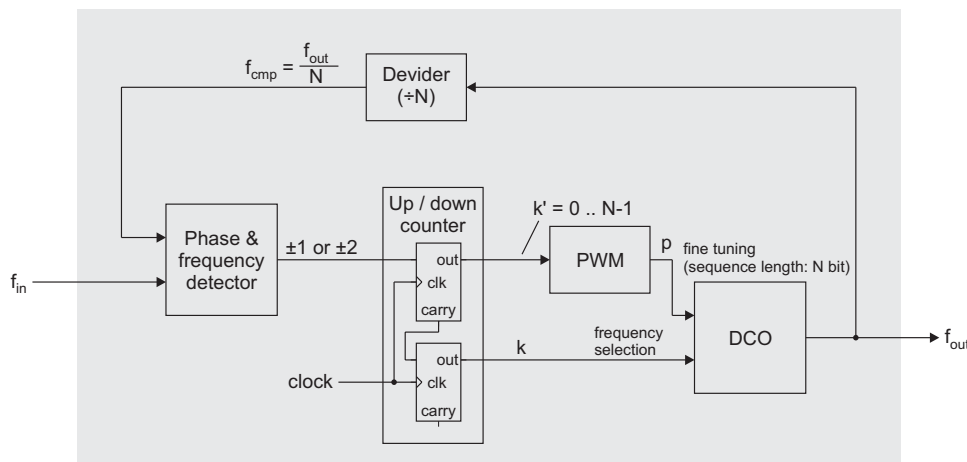 f_cmp = f_out / N
Devider
(÷N)
Up / down
counter
k' = 0 .. N-1
Phase &
frequency
detector
±1 or ±2
out
clk
carry
PWM
p
fine tuning
(sequence length: N bit)
f_in
DCO
f_out
frequency
selection
k
out
clk
carry
clock